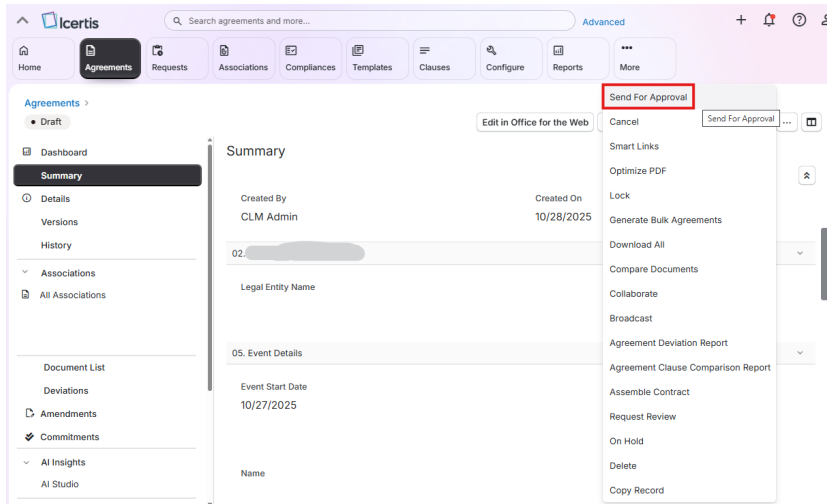 Icertis
Search agreements and more...
Advanced
Home
Agreements
Requests
Associations
Compliances
Templates
Clauses
Configure
Reports
More
Agreements >
Draft
Edit in Office for the Web
Dashboard
Summary
Details
Versions
History
Associations
All Associations
Document List
Deviations
Amendments
Commitments
AI Insights
AI Studio
Summary
Created By
CLM Admin
Created On
10/28/2025
02.
Legal Entity Name
05. Event Details
Event Start Date
10/27/2025
Name
Send For Approval
Send For Approval
Cancel
Smart Links
Optimize PDF
Lock
Generate Bulk Agreements
Download All
Compare Documents
Collaborate
Broadcast
Agreement Deviation Report
Agreement Clause Comparison Report
Assemble Contract
Request Review
On Hold
Delete
Copy Record